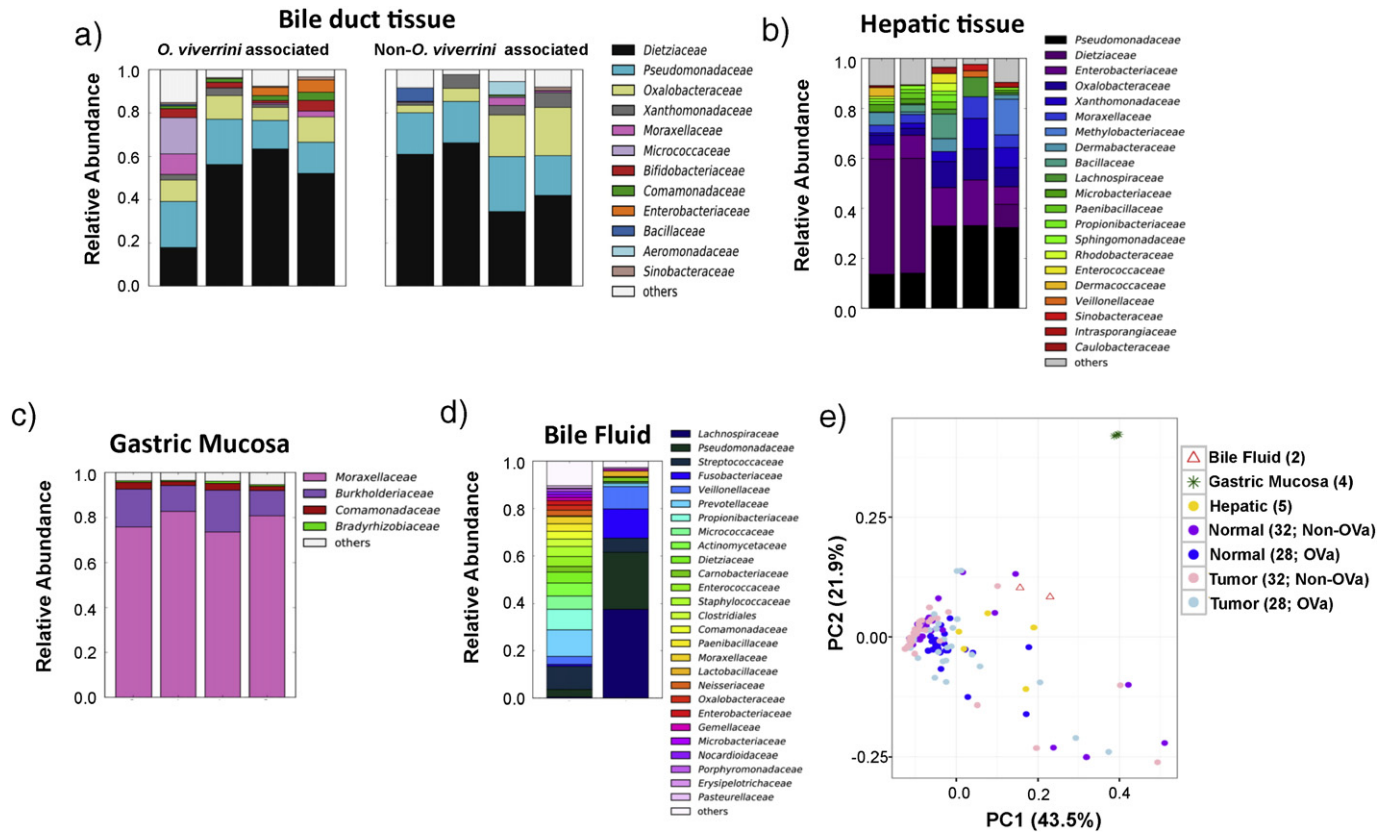 a)
Bile duct tissue
O. viverrini associated
Non-O. viverrini associated
Relative Abundance
1.0
0.8
0.6
0.4
0.2
0.0
Dietziaceae
Pseudomonadaceae
Oxalobacteraceae
Xanthomonadaceae
Moraxellaceae
Micrococcaceae
Bifidobacteriaceae
Comamonadaceae
Enterobacteriaceae
Bacillaceae
Aeromonadaceae
Sinobacteraceae
others
b)
Hepatic tissue
Relative Abundance
1.0
0.8
0.6
0.4
0.2
0.0
Pseudomonadaceae
Dietziaceae
Enterobacteriaceae
Oxalobacteraceae
Xanthomonadaceae
Moraxellaceae
Methylobacteriaceae
Dermabacteraceae
Bacillaceae
Lachnospiraceae
Microbacteriaceae
Paenibacillaceae
Propionibacteriaceae
Sphingomonadaceae
Rhodobacteraceae
Enterococcaceae
Dermacoccaceae
Veillonellaceae
Sinobacteraceae
Intrasporangiaceae
Caulobacteraceae
others
c)
Gastric Mucosa
Relative Abundance
1.0
0.8
0.6
0.4
0.2
0.0
Moraxellaceae
Burkholderiaceae
Comamonadaceae
Bradyrhizobiaceae
others
d)
Bile Fluid
Relative Abundance
1.0
0.8
0.6
0.4
0.2
0.0
Lachnospiraceae
Pseudomonadaceae
Streptococcaceae
Fusobacteriaceae
Veillonellaceae
Prevotellaceae
Propionibacteriaceae
Micrococcaceae
Actinomycetaceae
Dietziaceae
Carnobacteriaceae
Enterococcaceae
Staphylococcaceae
Clostridiales
Comamonadaceae
Paenibacillaceae
Moraxellaceae
Lactobacillaceae
Neisseriaceae
Oxalobacteraceae
Enterobacteriaceae
Gemellaceae
Microbacteriaceae
Nocardioidaceae
Porphyromonadaceae
Erysipelotrichaceae
Pasteurellaceae
others
e)
PC2 (21.9%)
0.25
0.00
-0.25
0.0
0.2
0.4
PC1 (43.5%)
Bile Fluid (2)
Gastric Mucosa (4)
Hepatic (5)
Normal (32; Non-OVa)
Normal (28; OVa)
Tumor (32; Non-OVa)
Tumor (28; OVa)